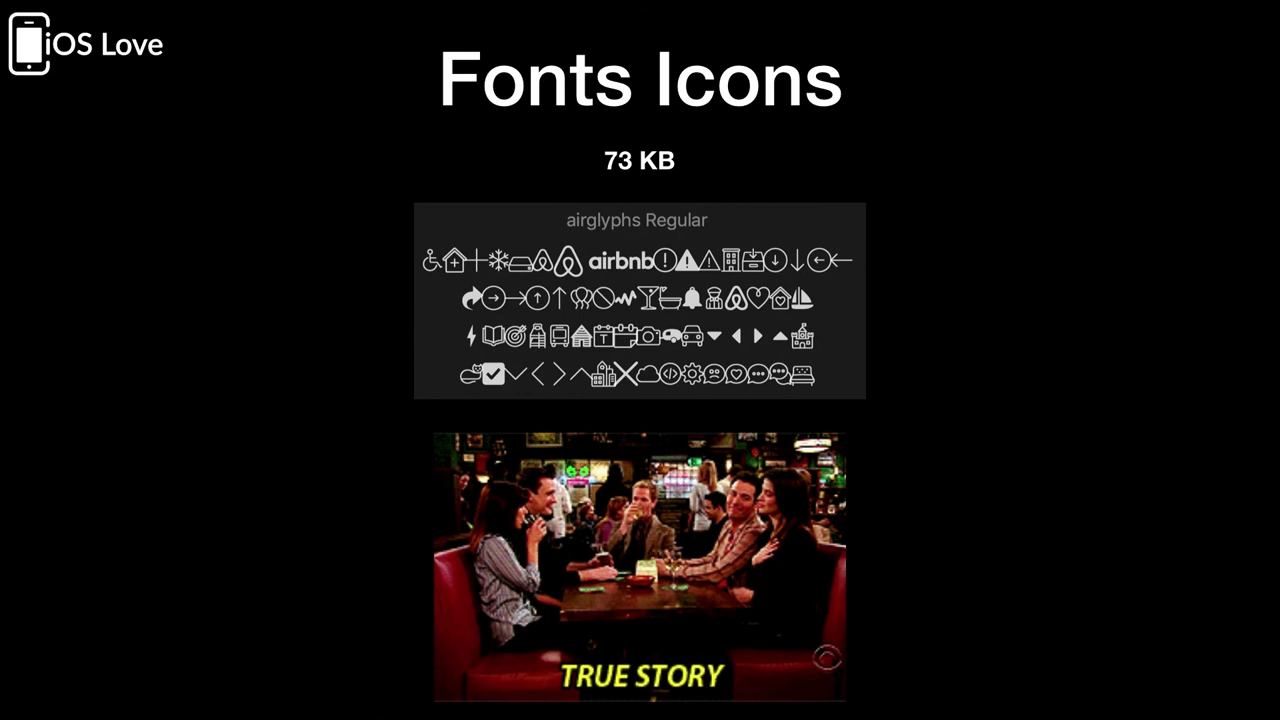 iOS Love
Fonts Icons
73 KB
airglyphs Regular
airbnb
TRUE STORY